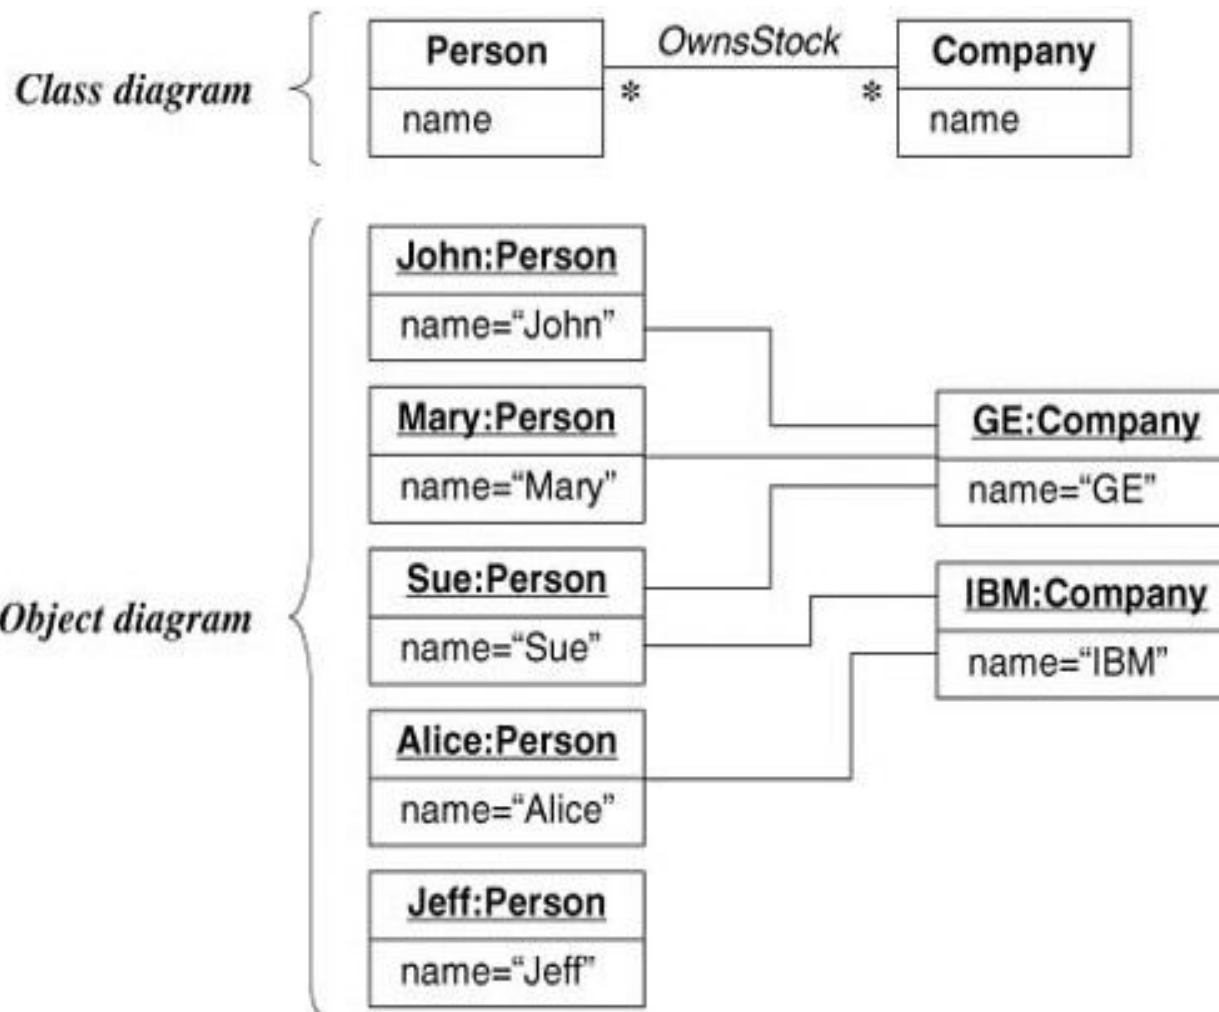 Class diagram
Person
OwnsStock
Company
*
*
name
name
Object diagram
John:Person
name=“John”
Mary:Person
name=“Mary”
Sue:Person
name=“Sue”
Alice:Person
name=“Alice”
Jeff:Person
name=“Jeff”
GE:Company
name=“GE”
IBM:Company
name=“IBM”